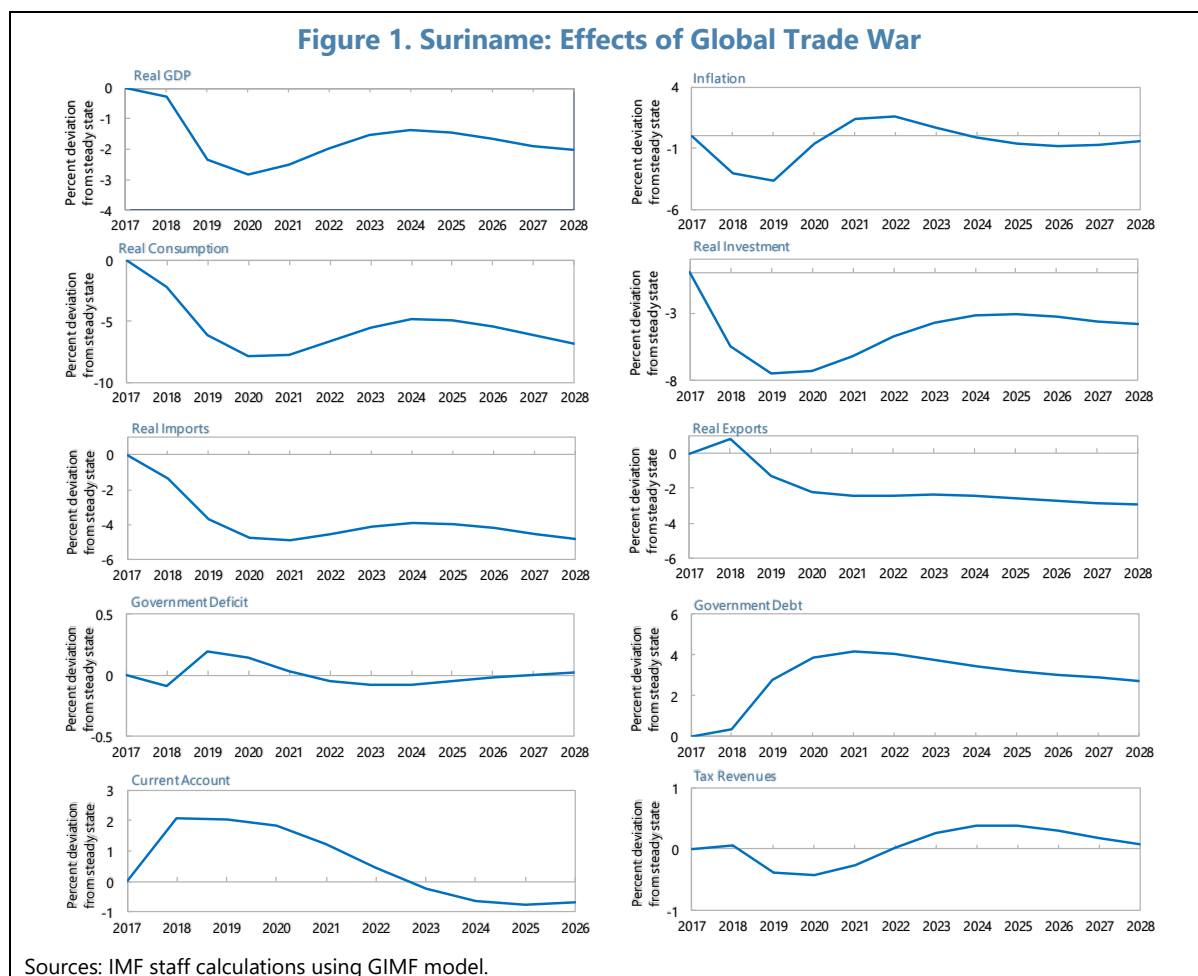 Figure 1. Suriname: Effects of Global Trade War
Real GDP
Percent deviation
from steady state
0
-1
-2
-3
-4
2017 2018 2019 2020 2021 2022 2023 2024 2025 2026 2027 2028
Inflation
Percent deviation
from steady state
4
-1
-6
2017 2018 2019 2020 2021 2022 2023 2024 2025 2026 2027 2028
Real Consumption
Percent deviation
from steady state
0
-5
-10
2017 2018 2019 2020 2021 2022 2023 2024 2025 2026 2027 2028
Real Investment
Percent deviation
from steady state
-3
-8
2017 2018 2019 2020 2021 2022 2023 2024 2025 2026 2027 2028
Real Imports
Percent deviation
from steady state
0
-2
-4
-6
2017 2018 2019 2020 2021 2022 2023 2024 2025 2026 2027 2028
Real Exports
Percent deviation
from steady state
0
-2
-4
-6
2017 2018 2019 2020 2021 2022 2023 2024 2025 2026 2027 2028
Government Deficit
Percent deviation
from steady state
0.5
0
-0.5
2017 2018 2019 2020 2021 2022 2023 2024 2025 2026 2027 2028
Government Debt
Percent deviation
from steady state
6
4
2
0
2017 2018 2019 2020 2021 2022 2023 2024 2025 2026 2027 2028
Current Account
Percent deviation
from steady state
3
2
1
0
-1
2017 2018 2019 2020 2021 2022 2023 2024 2025 2026
Tax Revenues
Percent deviation
from steady state
1
0
-1
2017 2018 2019 2020 2021 2022 2023 2024 2025 2026 2027 2028
Sources: IMF staff calculations using GIMF model.